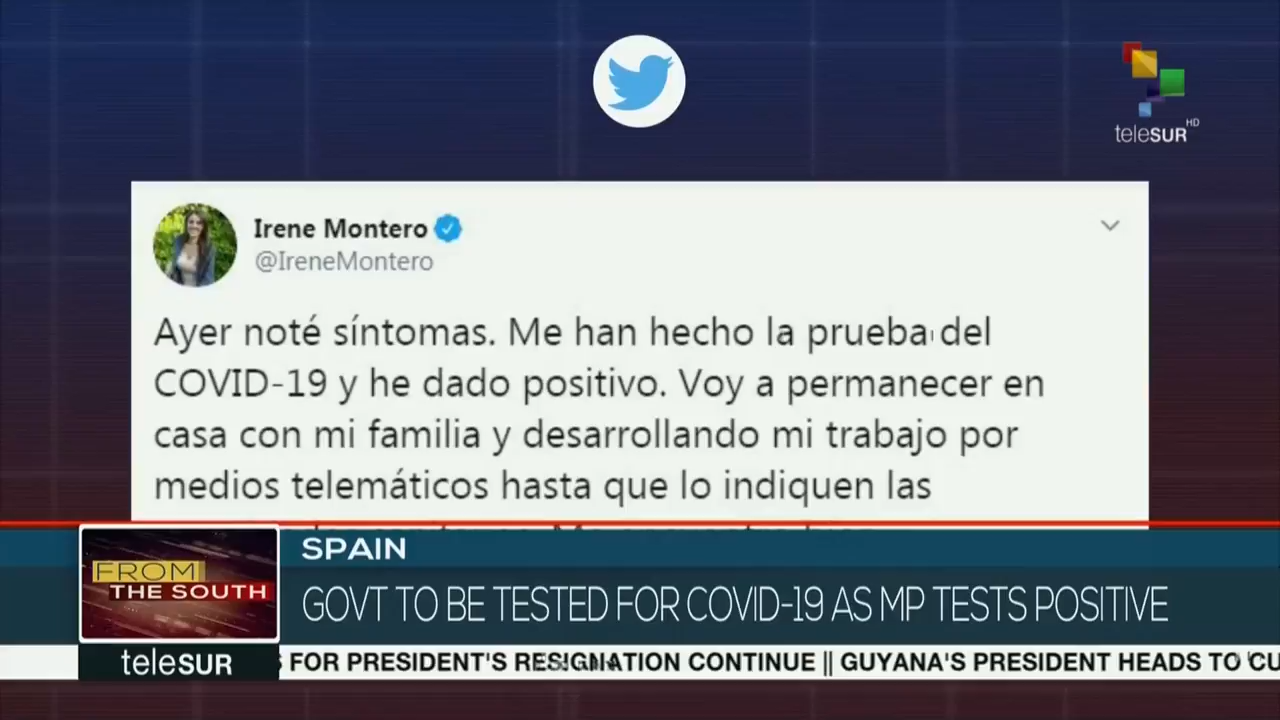 HD
teleSUR
Irene Montero
@IreneMontero
Ayer noté síntomas. Me han hecho la prueba del
COVID-19 y he dado positivo. Voy a permanecer en
casa con mi familia y desarrollando mi trabajo por
medios telemáticos hasta que lo indiquen las
SPAIN
FROM
THE SOUTH
GOVT TO BE TESTED FOR COVID-19 AS MP TESTS POSITIVE
teleSUR
FOR PRESIDENT'S RESIGNATION CONTINUE || GUYANA'S PRESIDENT HEADS TO CU